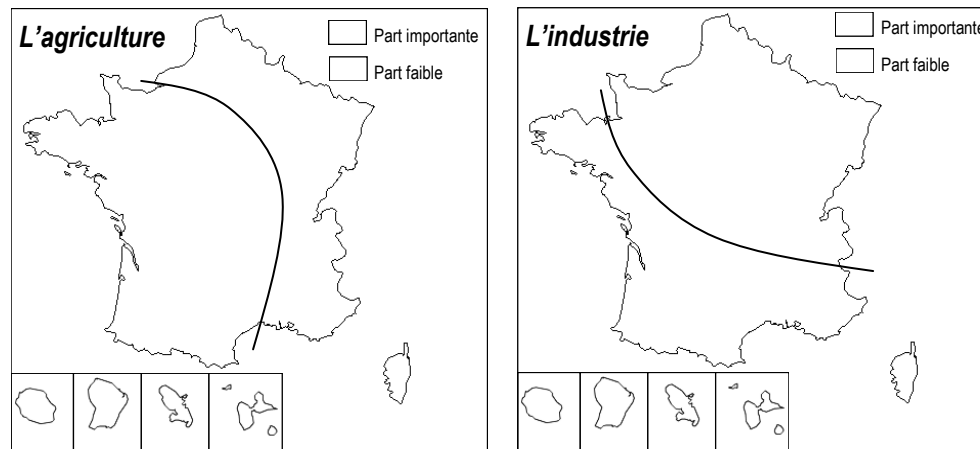 L'agriculture
Part importante
Part faible
L'industrie
Part importante
Part faible